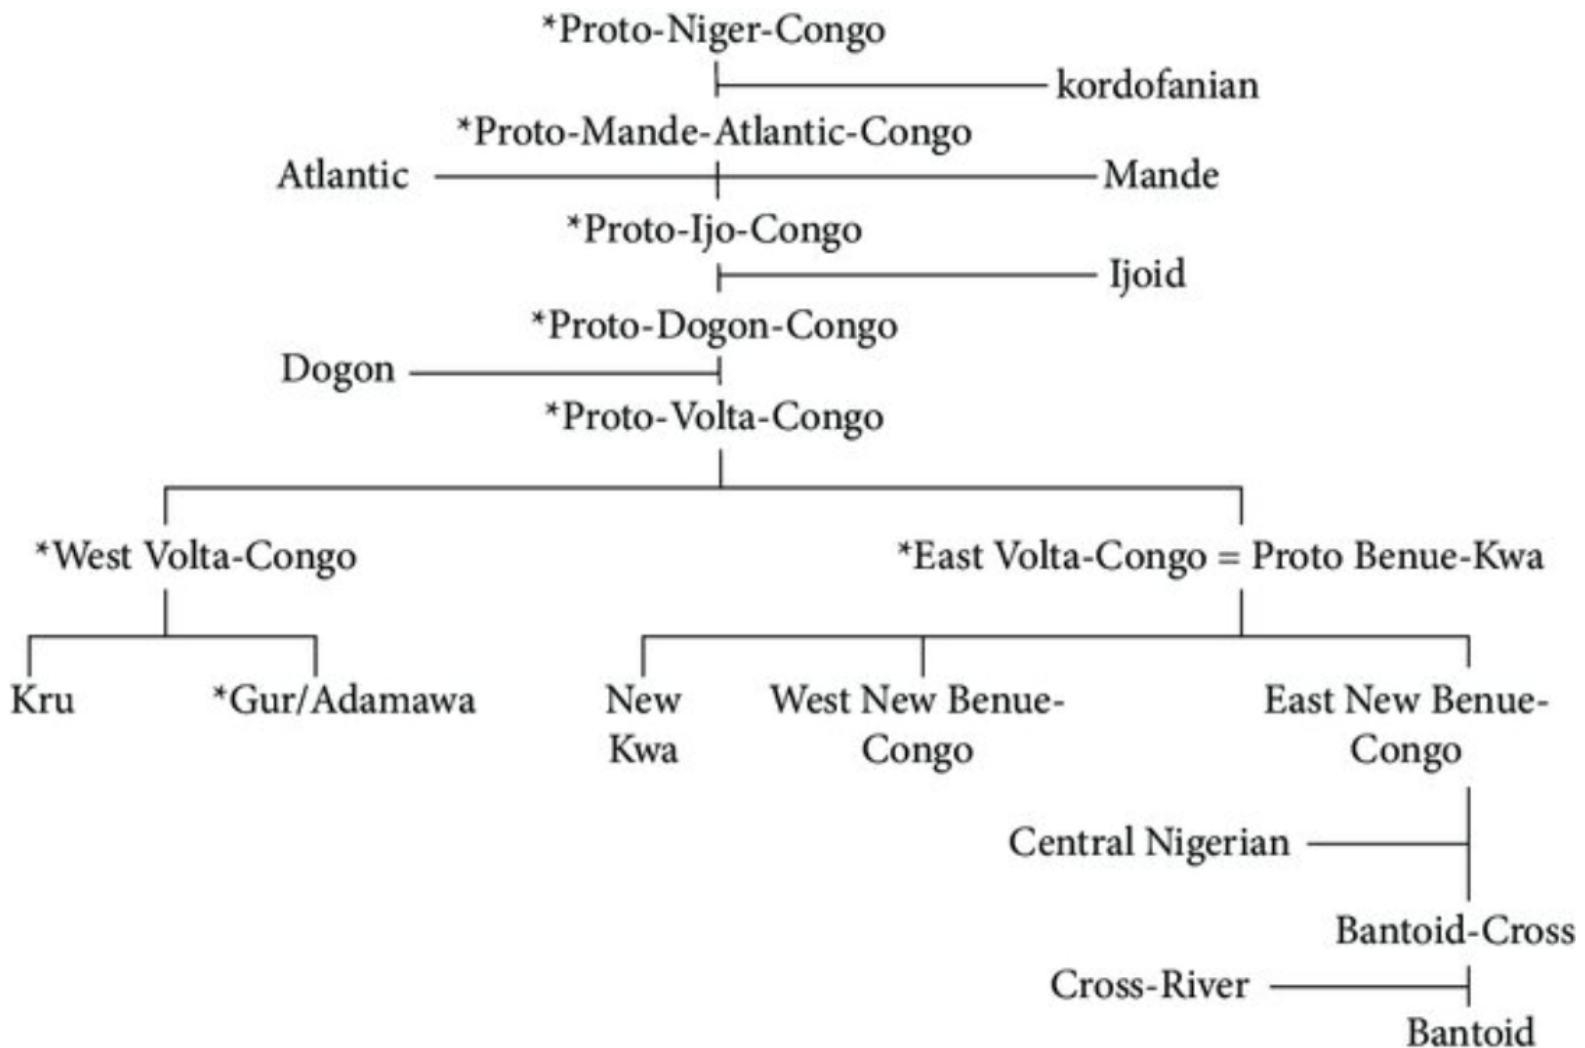 *Proto-Niger-Congo
kordofanian
*Proto-Mande-Atlantic-Congo
Atlantic Mande
*Proto-Ijo-Congo
Ijoid
*Proto-Dogon-Congo
Dogon
*Proto-Volta-Congo
*West Volta-Congo *East Volta-Congo = Proto Benue-Kwa
Kru *Gur/Adamawa New West New Benue- East New Benue-
Kwa Congo Congo
Central Nigerian
Bantoid-Cross
Cross-River
Bantoid